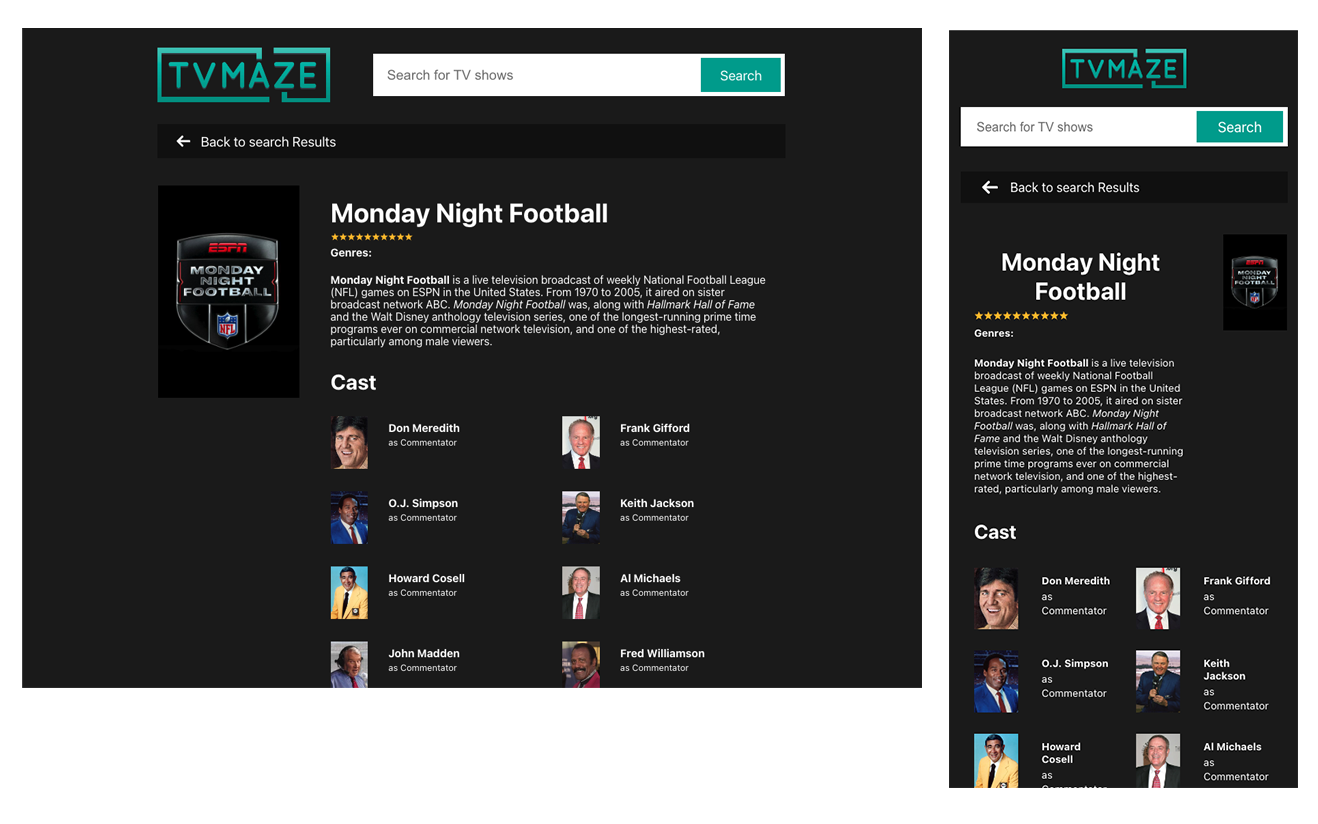 TVMAZE
Search for TV shows
Search
Back to search Results
ESPN
MONDAY
NIGHT
FOOTBALL
NFL
Monday Night Football
Genres:
Monday Night Football is a live television broadcast of weekly National Football League
(NFL) games on ESPN in the United States. From 1970 to 2005, it aired on sister
broadcast network ABC. Monday Night Football was, along with Hallmark Hall of Fame
and the Walt Disney anthology television series, one of the longest-running prime time
programs ever on commercial network television, and one of the highest-rated,
particularly among male viewers.
Cast
Don Meredith
as Commentator
Frank Gifford
as Commentator
O.J. Simpson
as Commentator
Keith Jackson
as Commentator
Howard Cosell
as Commentator
Al Michaels
as Commentator
John Madden
as Commentator
Fred Williamson
as Commentator
TVMAZE
Search for TV shows
Search
Back to search Results
Monday Night
Football
ESPN
MONDAY
NIGHT
FOOTBALL
NFL
Genres:
Monday Night Football is a live television
broadcast of weekly National Football
League (NFL) games on ESPN in the United
States. From 1970 to 2005, it aired on sister
broadcast network ABC. Monday Night
Football was, along with Hallmark Hall of
Fame and the Walt Disney anthology
television series, one of the longest-running
prime time programs ever on commercial
network television, and one of the highest-
rated, particularly among male viewers.
Cast
Don Meredith
as
Commentator
Frank Gifford
as
Commentator
O.J. Simpson
as
Commentator
Keith
Jackson
as
Commentator
Howard
Cosell
as
Commentator
Al Michaels
as
Commentator